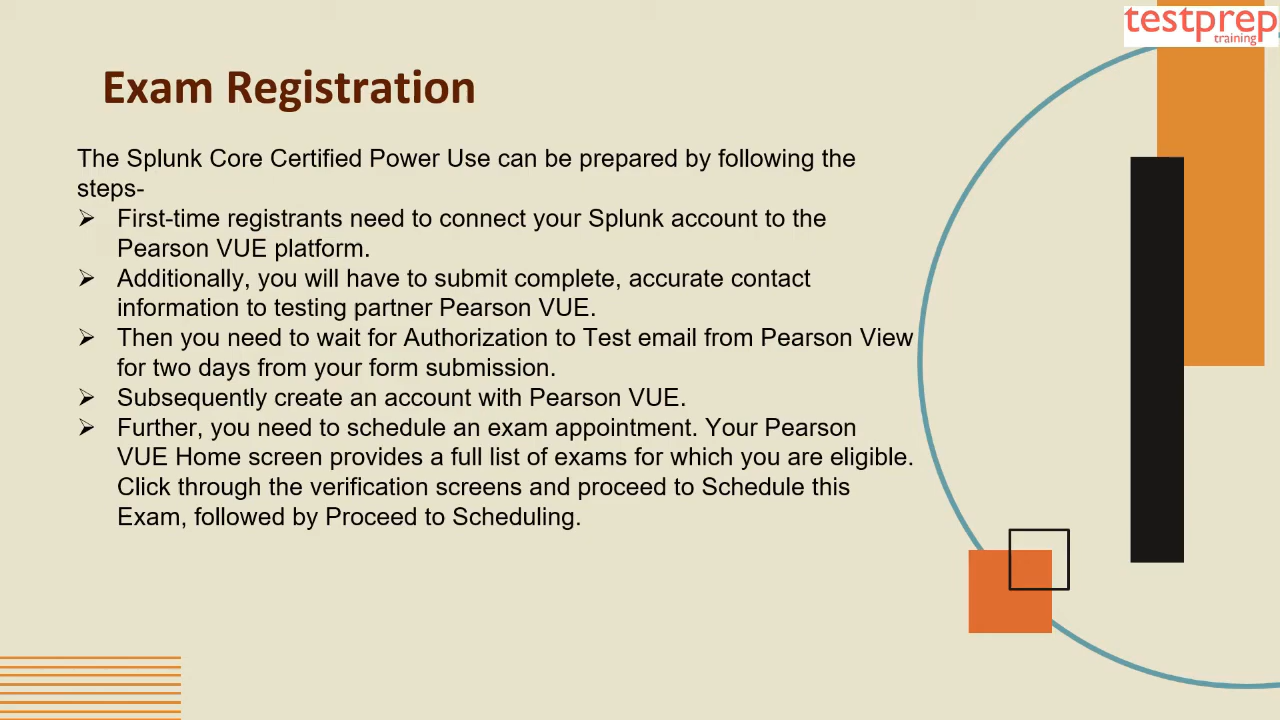 testprep
training
Exam Registration
The Splunk Core Certified Power Use can be prepared by following the
steps-
➢ First-time registrants need to connect your Splunk account to the
Pearson VUE platform.
➢ Additionally, you will have to submit complete, accurate contact
information to testing partner Pearson VUE.
➢ Then you need to wait for Authorization to Test email from Pearson View
for two days from your form submission.
➢ Subsequently create an account with Pearson VUE.
➢ Further, you need to schedule an exam appointment. Your Pearson
VUE Home screen provides a full list of exams for which you are eligible.
Click through the verification screens and proceed to Schedule this
Exam, followed by Proceed to Scheduling.